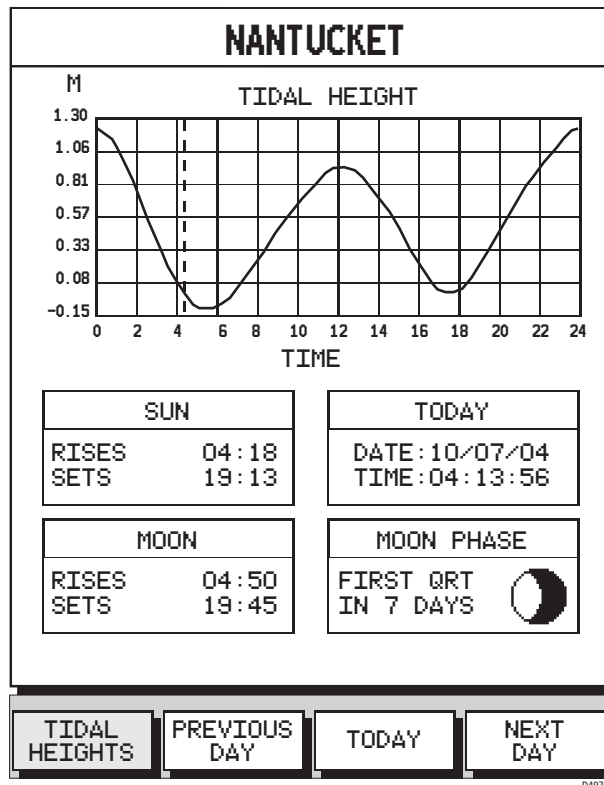 NANTUCKET
M
TIDAL HEIGHT
1.30
1.06
0.81
0.57
0.33
0.08
-0.15
0 2 4 6 8 10 12 14 16 18 20 22 24
TIME
SUN
RISES 04:18
SETS 19:13
TODAY
DATE:10/07/04
TIME:04:13:56
MOON
RISES 04:50
SETS 19:45
MOON PHASE
FIRST QRT
IN 7 DAYS
TIDAL
HEIGHTS
PREVIOUS
DAY
TODAY
NEXT
DAY